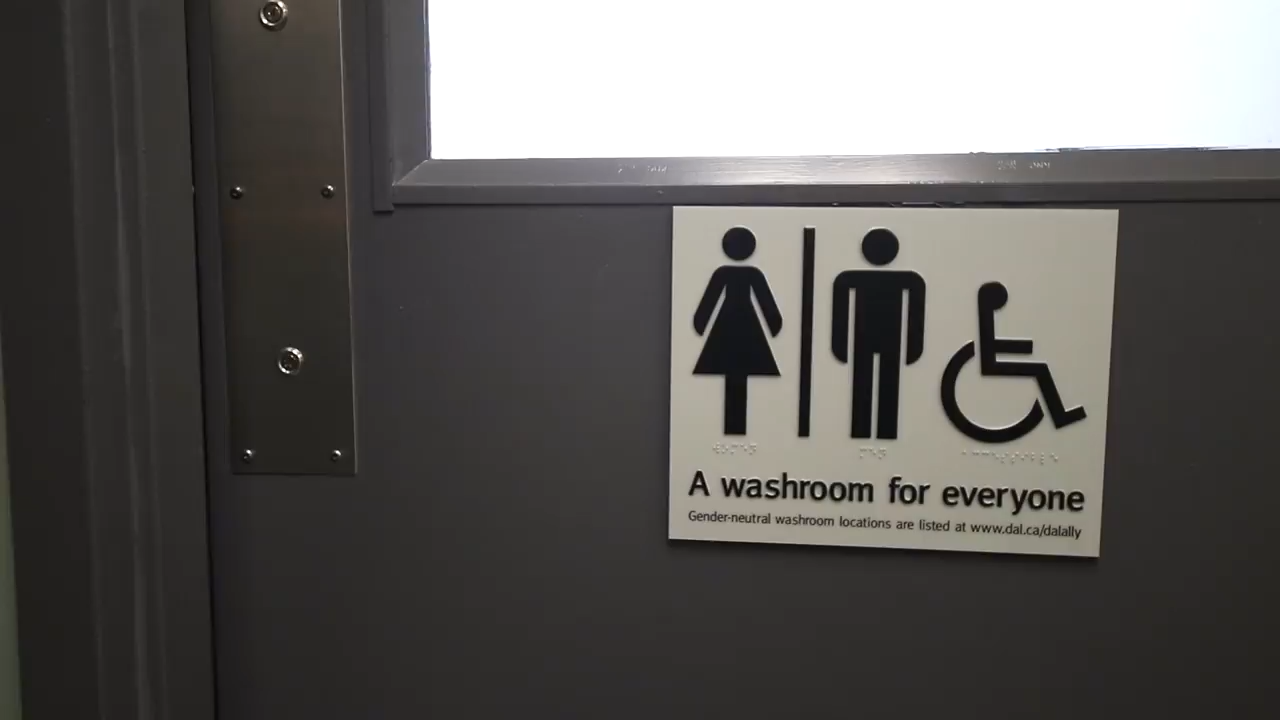 A washroom for everyone
Gender-neutral washroom locations are listed at www.dal.ca/dalally